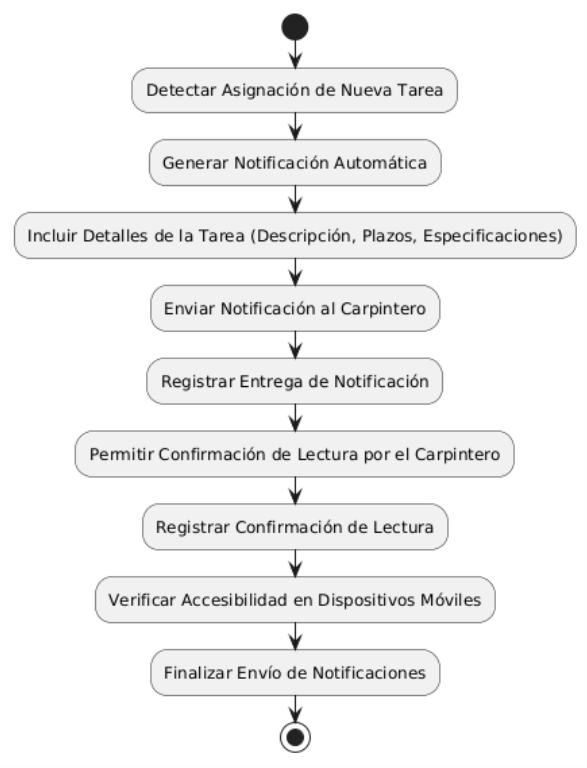 Detectar Asignación de Nueva Tarea
Generar Notificación Automática
Incluir Detalles de la Tarea (Descripción, Plazos, Especificaciones)
Enviar Notificación al Carpintero
Registrar Entrega de Notificación
Permitir Confirmación de Lectura por el Carpintero
Registrar Confirmación de Lectura
Verificar Accesibilidad en Dispositivos Móviles
Finalizar Envío de Notificaciones